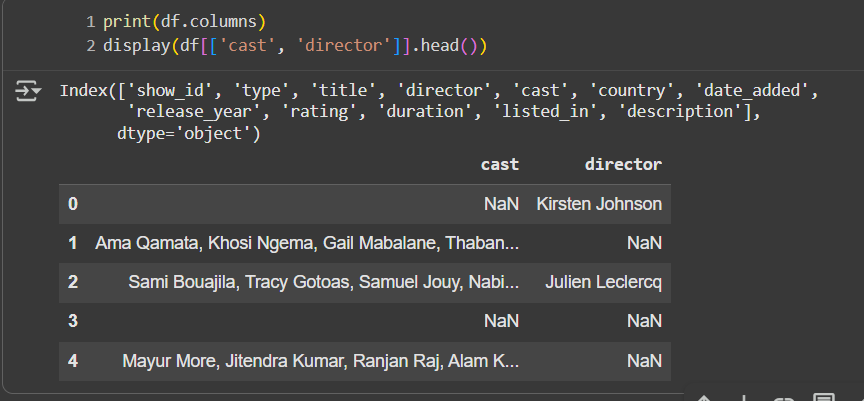 1 print(df.columns)
2 display(df[['cast', 'director']].head())
Index(['show_id', 'type', 'title', 'director', 'cast', 'country', 'date_added',
'release_year', 'rating', 'duration', 'listed_in', 'description'],
dtype='object')
cast director
0 NaN Kirsten Johnson
1 Ama Qamata, Khosi Ngema, Gail Mabalane, Thaban... NaN
2 Sami Bouajila, Tracy Gotoas, Samuel Jouy, Nabi... Julien Leclercq
3 NaN NaN
4 Mayur More, Jitendra Kumar, Ranjan Raj, Alam K... NaN